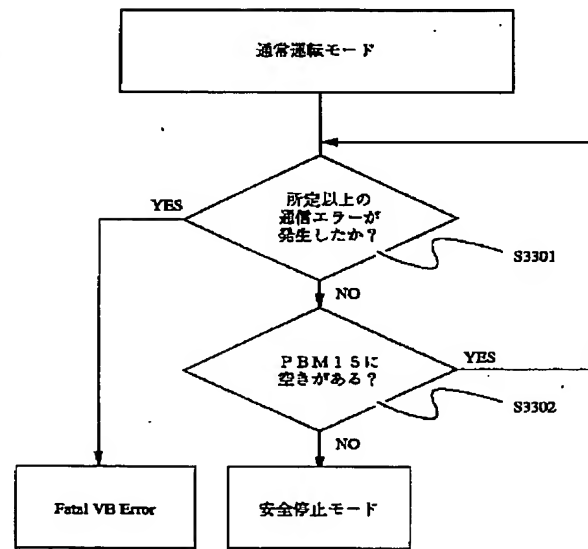 通常運転モード
所定以上の
通信エラーが
発生したか？
YES
S3301
NO
ＰＢＭ１５に
空きがある？
YES
S3302
NO
Fatal VB Error
安全停止モード